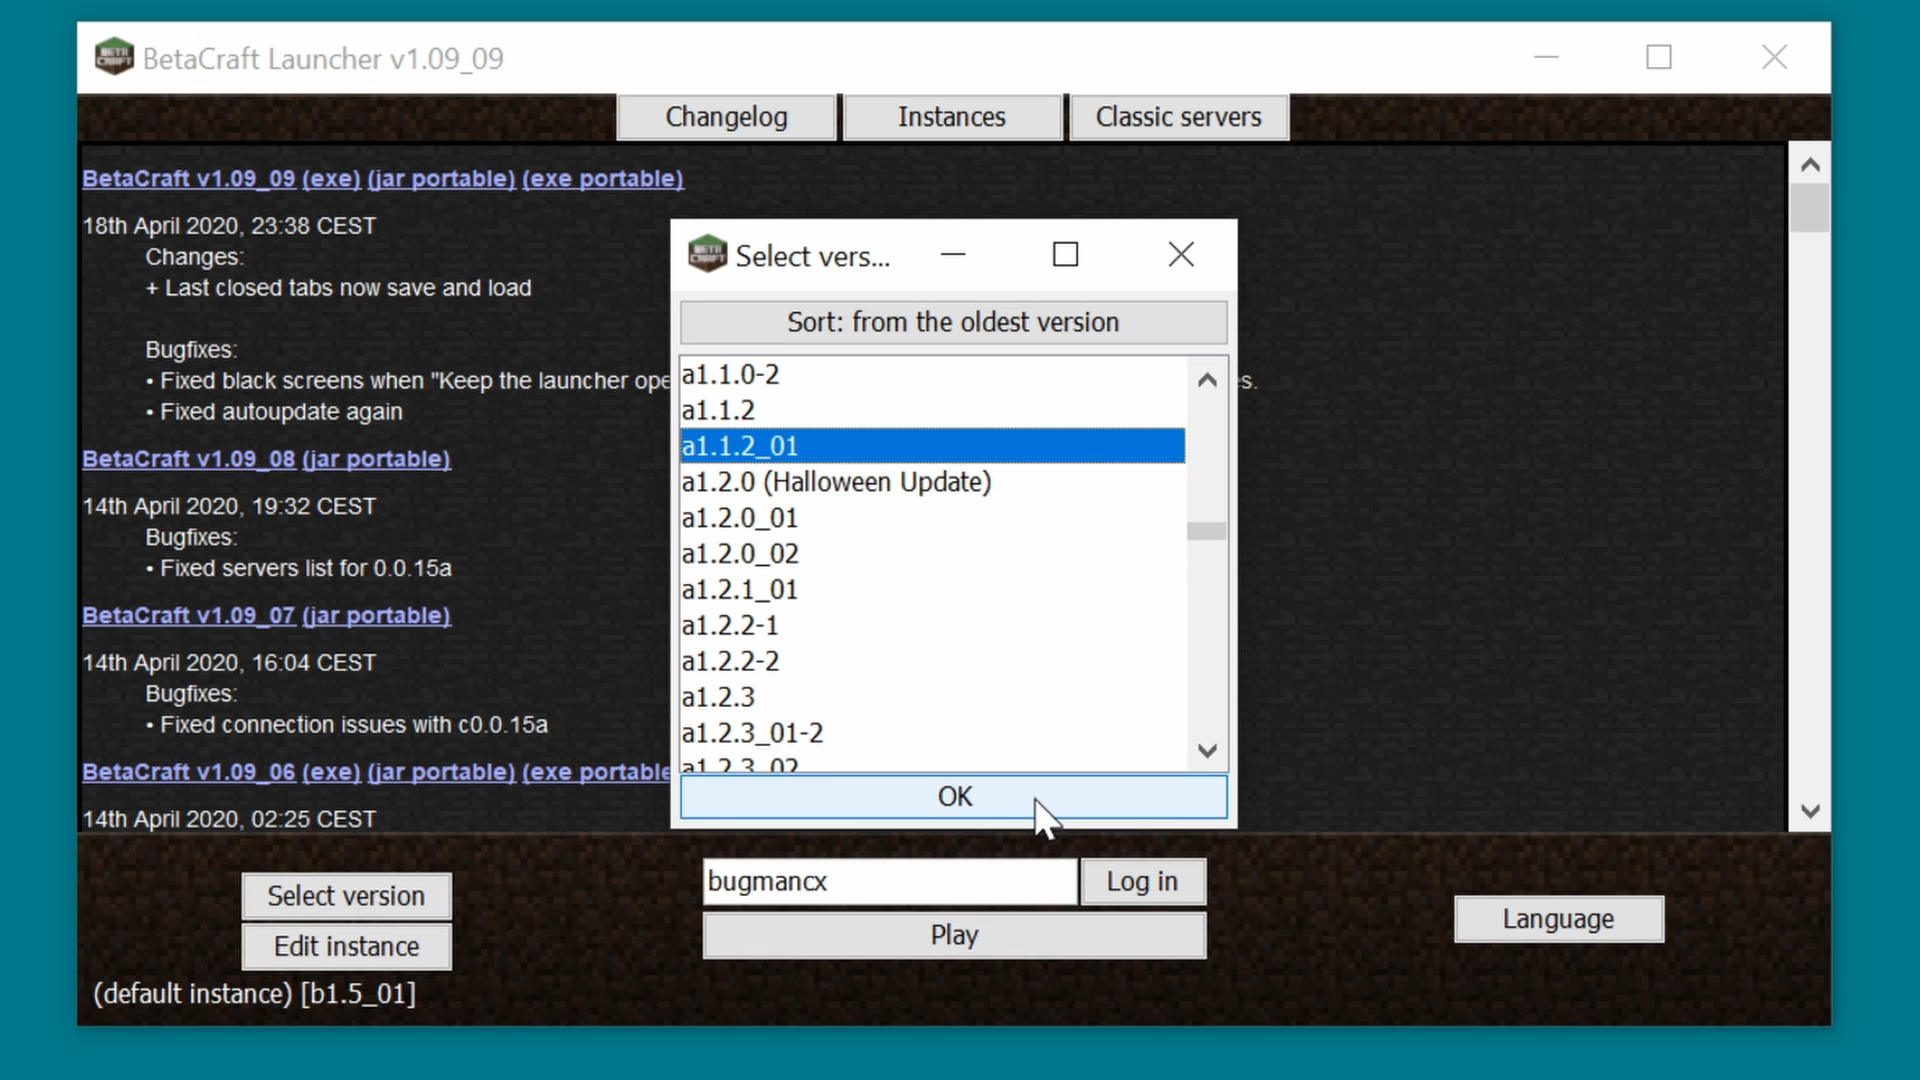 BetaCraft Launcher v1.09_09
Changelog
Instances
Classic servers
BetaCraft v1.09_09 (exe) (jar portable) (exe portable)
18th April 2020, 23:38 CEST
Changes:
+ Last closed tabs now save and load
Bugfixes:
• Fixed black screens when "Keep the launcher ope
s.
• Fixed autoupdate again
BetaCraft v1.09_08 (jar portable)
14th April 2020, 19:32 CEST
Bugfixes:
• Fixed servers list for 0.0.15a
BetaCraft v1.09_07 (jar portable)
14th April 2020, 16:04 CEST
Bugfixes:
• Fixed connection issues with c0.0.15a
BetaCraft v1.09_06 (exe) (jar portable) (exe portable
14th April 2020, 02:25 CEST
BETA CRAFT
Select vers...
Sort: from the oldest version
a1.1.0-2
a1.1.2
a1.1.2_01
a1.2.0 (Halloween Update)
a1.2.0_01
a1.2.0_02
a1.2.1_01
a1.2.2-1
a1.2.2-2
a1.2.3
a1.2.3_01-2
a1.2.3_02
OK
Select version
Edit instance
(default instance) [b1.5_01]
bugmancx
Log in
Play
Language